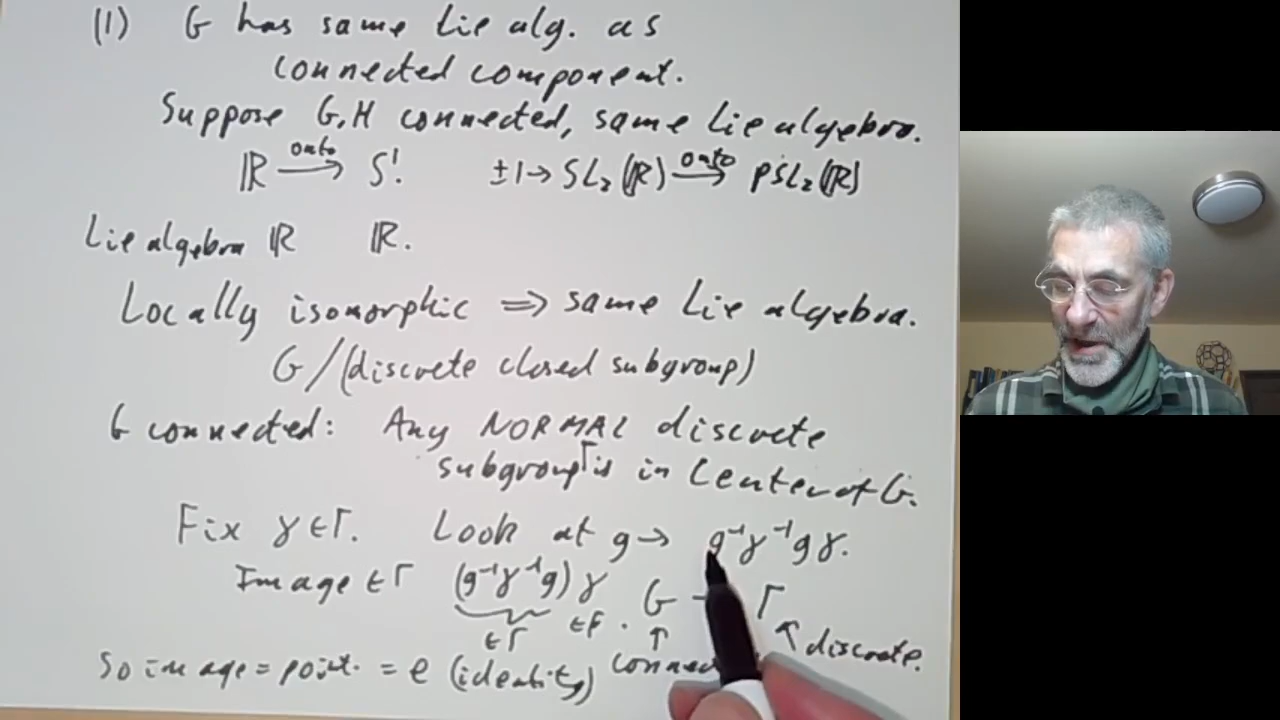 (1) G has same Lie alg. as
connected component.
Suppose G,H connected, same Lie algebra.
ℝ —onto→ S¹. ±1→ SL₂(ℝ) —onto→ PSL₂(ℝ)
Lie algebra ℝ ℝ.
Locally isomorphic ⇒ same Lie algebra.
G/(discrete closed subgroup)
G connected: Any NORMAL discrete
subgroup Γ is in center of G.
Fix γ∈Γ. Look at g→ g⁻¹γ⁻¹gγ.
Image ∈ Γ (g⁻¹γ⁻¹g)γ G Γ
∈Γ ∈Γ. ↑ ↑ discrete.
So image = point. = e (identity)